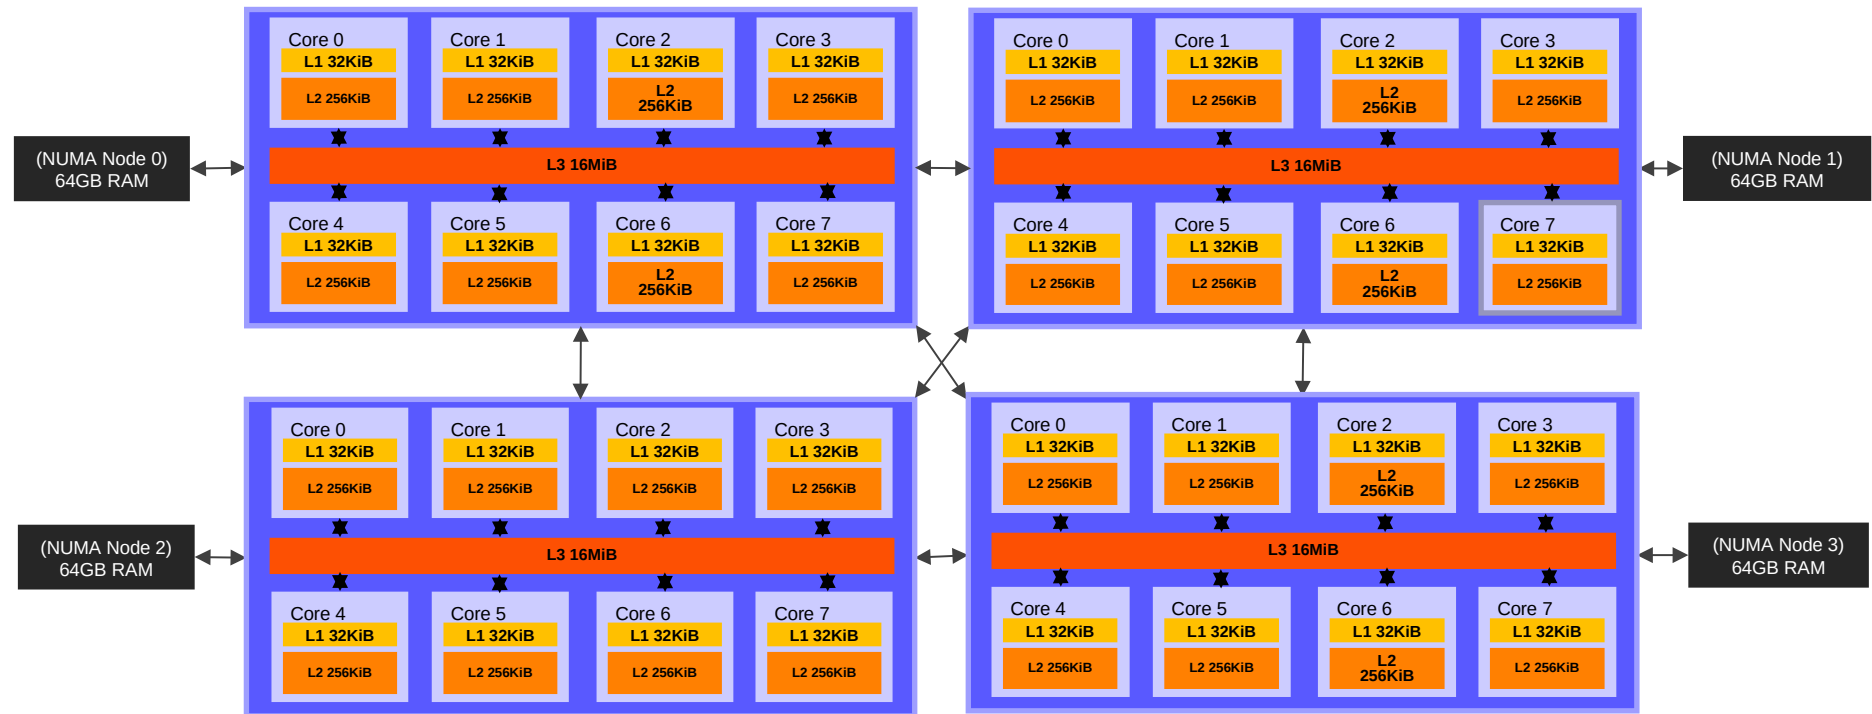 Core 0
L1 32KiB
L2 256KiB
Core 1
L1 32KiB
L2 256KiB
Core 2
L1 32KiB
L2
256KiB
Core 3
L1 32KiB
L2 256KiB
(NUMA Node 0)
64GB RAM
L3 16MiB
Core 4
L1 32KiB
L2 256KiB
Core 5
L1 32KiB
L2 256KiB
Core 6
L1 32KiB
L2
256KiB
Core 7
L1 32KiB
L2 256KiB
Core 0
L1 32KiB
L2 256KiB
Core 1
L1 32KiB
L2 256KiB
Core 2
L1 32KiB
L2
256KiB
Core 3
L1 32KiB
L2 256KiB
L3 16MiB
(NUMA Node 1)
64GB RAM
Core 4
L1 32KiB
L2 256KiB
Core 5
L1 32KiB
L2 256KiB
Core 6
L1 32KiB
L2
256KiB
Core 7
L1 32KiB
L2 256KiB
Core 0
L1 32KiB
L2 256KiB
Core 1
L1 32KiB
L2 256KiB
Core 2
L1 32KiB
L2 256KiB
Core 3
L1 32KiB
L2 256KiB
(NUMA Node 2)
64GB RAM
L3 16MiB
Core 4
L1 32KiB
L2 256KiB
Core 5
L1 32KiB
L2 256KiB
Core 6
L1 32KiB
L2 256KiB
Core 7
L1 32KiB
L2 256KiB
Core 0
L1 32KiB
L2 256KiB
Core 1
L1 32KiB
L2 256KiB
Core 2
L1 32KiB
L2
256KiB
Core 3
L1 32KiB
L2 256KiB
L3 16MiB
(NUMA Node 3)
64GB RAM
Core 4
L1 32KiB
L2 256KiB
Core 5
L1 32KiB
L2 256KiB
Core 6
L1 32KiB
L2
256KiB
Core 7
L1 32KiB
L2 256KiB